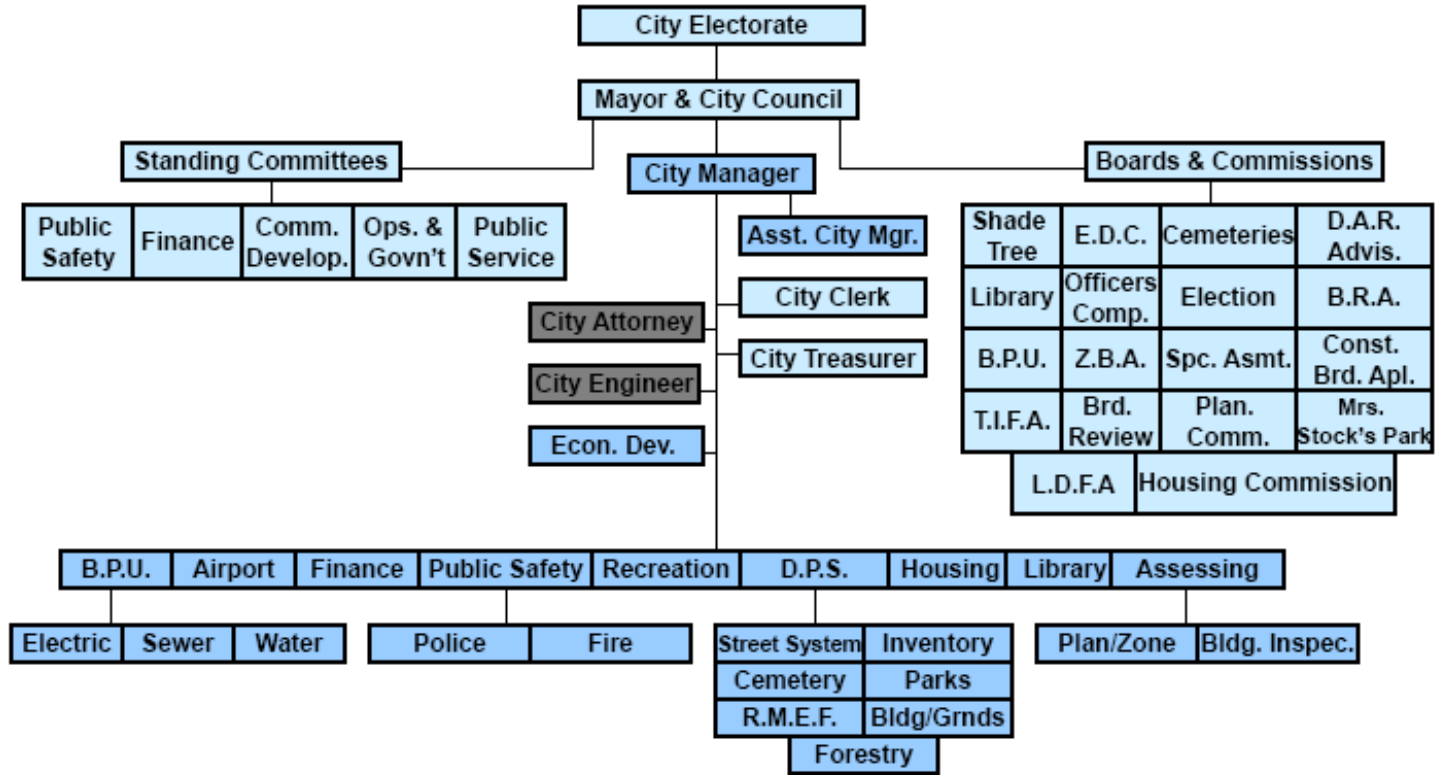 City Electorate
Mayor & City Council
Standing Committees
City Manager
Boards & Commissions
Public
Safety
Finance
Comm.
Develop.
Ops. &
Govn't
Public
Service
Asst. City Mgr.
City Clerk
City Attorney
City Treasurer
City Engineer
Econ. Dev.
Shade
Tree
E.D.C.
Cemeteries
D.A.R.
Advis.
Library
Officers
Comp.
Election
B.R.A.
B.P.U.
Z.B.A.
Spc. Asmt.
Const.
Brd. Apl.
T.I.F.A.
Brd.
Review
Plan.
Comm.
Mrs.
Stock's Park
L.D.F.A
Housing Commission
B.P.U.
Airport
Finance
Public Safety
Recreation
D.P.S.
Housing
Library
Assessing
Electric
Sewer
Water
Police
Fire
Street System
Inventory
Cemetery
Parks
R.M.E.F.
Bldg/Grnds
Forestry
Plan/Zone
Bldg. Inspec.